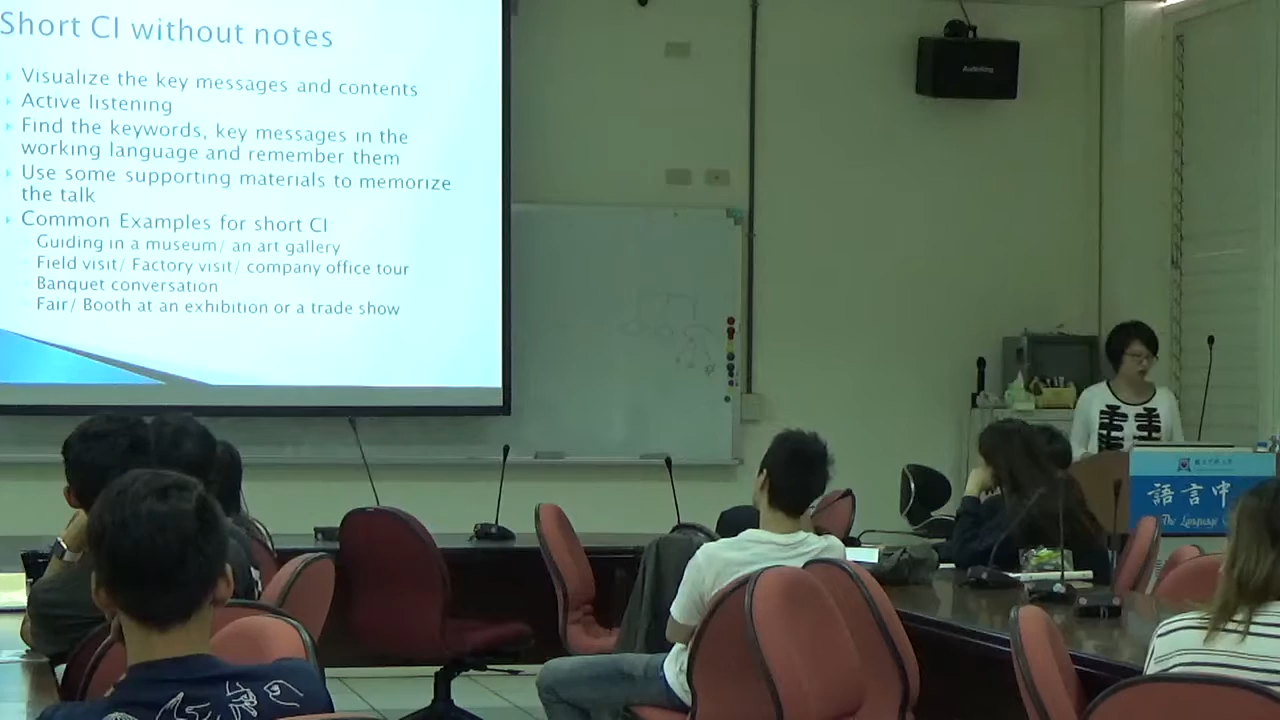 Short CI without notes
Visualize the key messages and contents
Active listening
Find the keywords, key messages in the
working language and remember them
Use some supporting materials to memorize
the talk
Common Examples for short CI
Guiding in a museum/ an art gallery
Field visit/ Factory visit/ company office tour
Banquet conversation
Fair/ Booth at an exhibition or a trade show
語言中
The Language